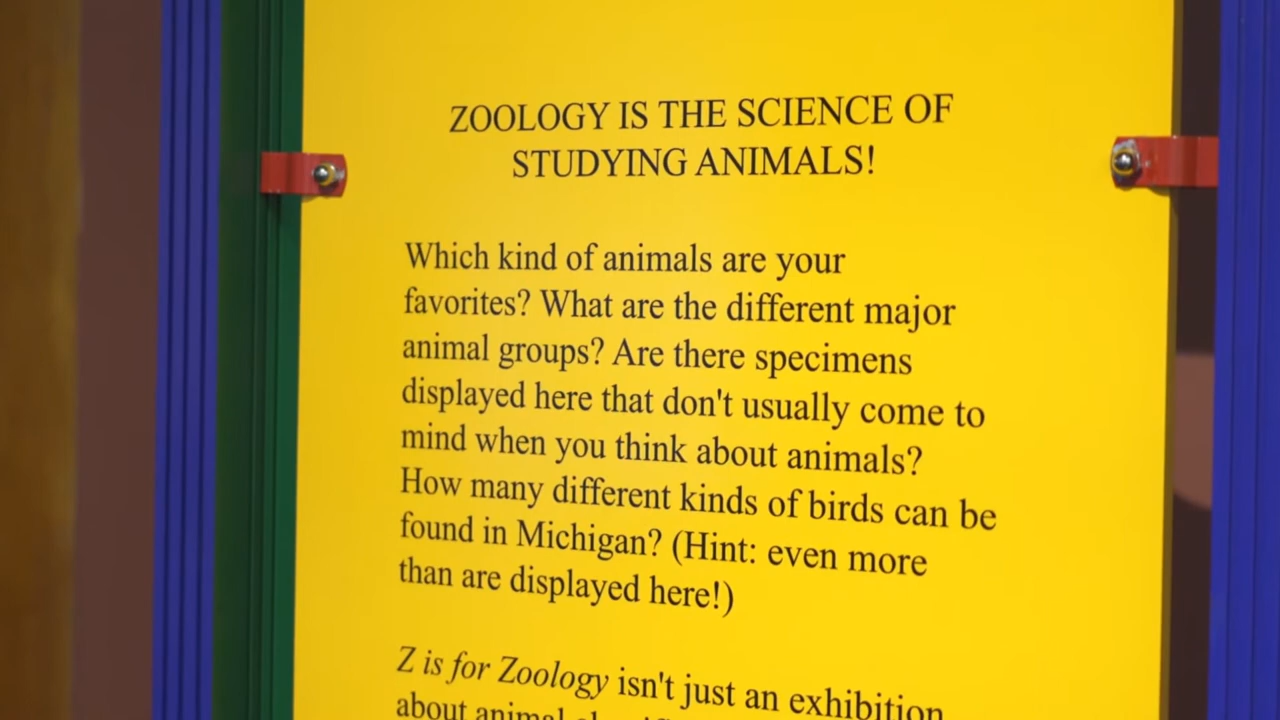 ZOOLOGY IS THE SCIENCE OF
STUDYING ANIMALS!
Which kind of animals are your
favorites? What are the different major
animal groups? Are there specimens
displayed here that don't usually come to
mind when you think about animals?
How many different kinds of birds can be
found in Michigan? (Hint: even more
than are displayed here!)
Z is for Zoology isn't just an exhibition
about animal